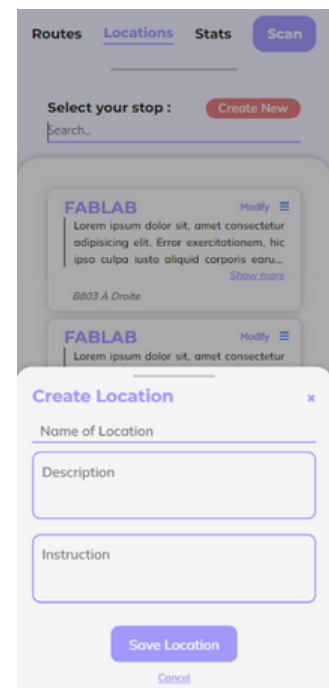 Routes Locations Stats Scan
Select your stop : Create New
Search..
FABLAB Modify
Lorem ipsum dolor sit, amet consectetur
adipisicing elit. Error exercitationem, hic
ipsa culpa iusto aliquid corporis earu...
Show more
B803 À Droite
FABLAB Modify
Lorem ipsum dolor sit, amet consectetur
Create Location ×
Name of Location
Description
Instruction
Save Location
Cancel